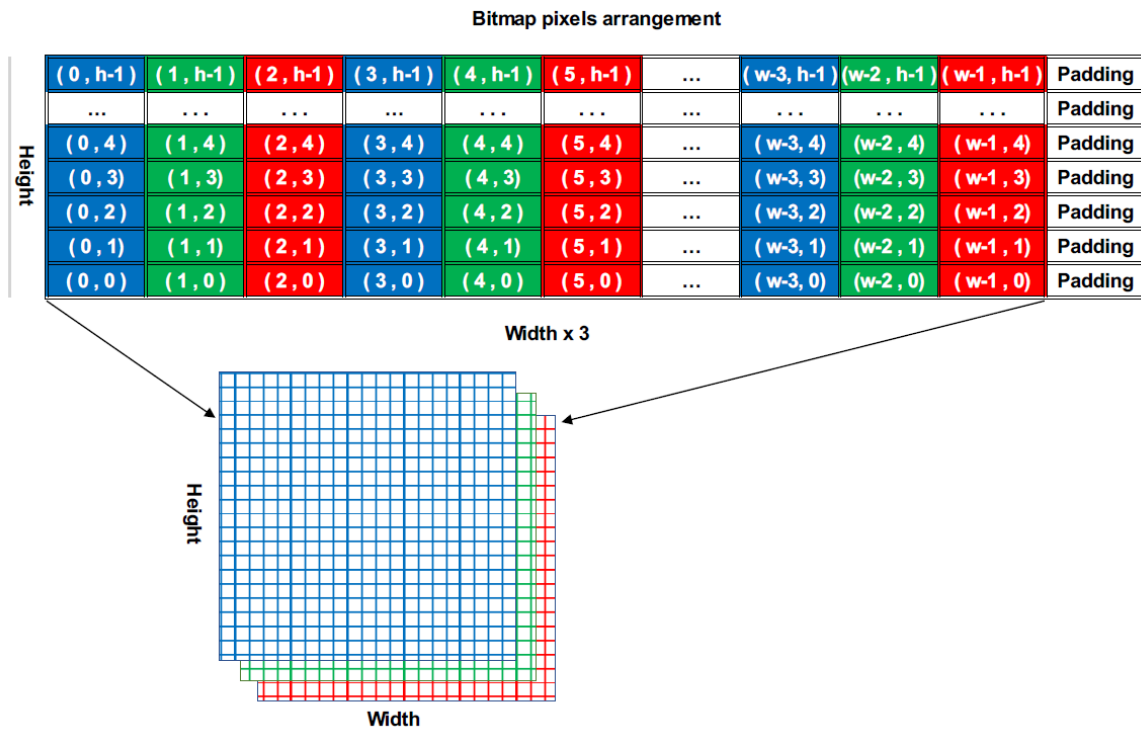 Bitmap pixels arrangement
( 0 , h-1) (1 , h-1) (2 , h-1) (3 , h-1) (4 , h-1) (5 , h-1) ... (w-3, h-1) (w-2 , h-1) (w-1 , h-1) Padding
... . . . . . . ... . . . . . . ... . . . . . . . . . Padding
( 0, 4) ( 1, 4) ( 2, 4) ( 3, 4) ( 4, 4) ( 5, 4) ... ( w-3, 4) (w-2 , 4) ( w-1, 4) Padding
( 0, 3) ( 1, 3) ( 2, 3) ( 3, 3) ( 4, 3) ( 5, 3) ... ( w-3, 3) (w-2 , 3) ( w-1, 3) Padding
( 0, 2) ( 1, 2) ( 2, 2) ( 3, 2) ( 4, 2) ( 5, 2) ... ( w-3, 2) (w-2 , 2) ( w-1, 2) Padding
( 0, 1) ( 1, 1) ( 2, 1) ( 3, 1) ( 4, 1) ( 5, 1) ... ( w-3, 1) (w-2 , 1) ( w-1, 1) Padding
( 0, 0) ( 1, 0) ( 2, 0) ( 3, 0) ( 4, 0) ( 5, 0) ... ( w-3, 0) (w-2 , 0) ( w-1, 0) Padding
Height
Width x 3
Height
Width